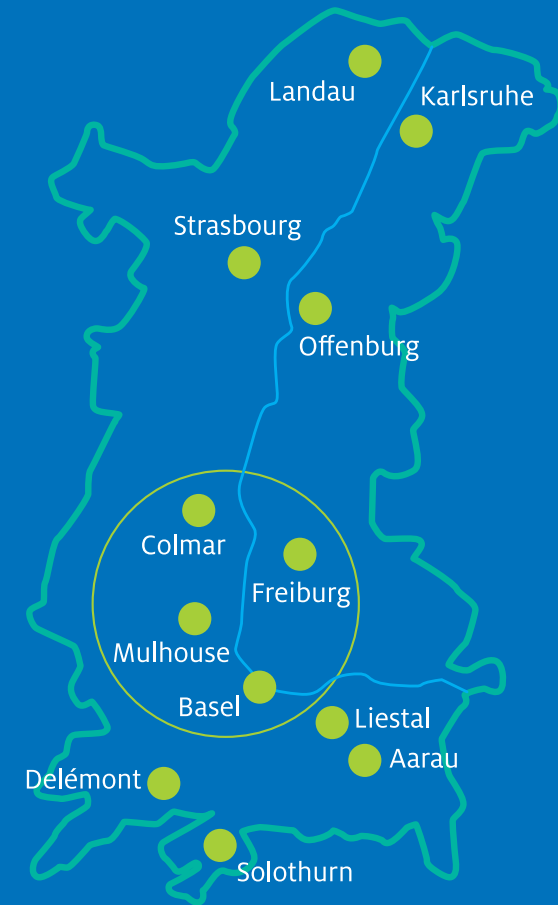 Landau
Karlsruhe
Strasbourg
Offenburg
Colmar
Freiburg
Mulhouse
Basel
Liestal
Aarau
Delémont
Solothurn